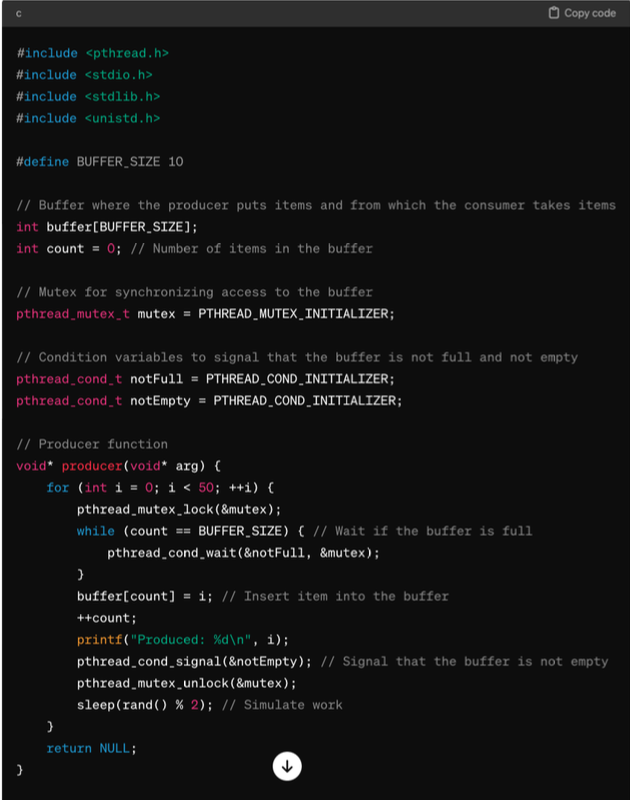 c
Copy code
#include <pthread.h>
#include <stdio.h>
#include <stdlib.h>
#include <unistd.h>
#define BUFFER_SIZE 10
// Buffer where the producer puts items and from which the consumer takes items
int buffer[BUFFER_SIZE];
int count = 0; // Number of items in the buffer
// Mutex for synchronizing access to the buffer
pthread_mutex_t mutex = PTHREAD_MUTEX_INITIALIZER;
// Condition variables to signal that the buffer is not full and not empty
pthread_cond_t notFull = PTHREAD_COND_INITIALIZER;
pthread_cond_t notEmpty = PTHREAD_COND_INITIALIZER;
// Producer function
void* producer(void* arg) {
    for (int i = 0; i < 50; ++i) {
        pthread_mutex_lock(&mutex);
        while (count == BUFFER_SIZE) { // Wait if the buffer is full
            pthread_cond_wait(&notFull, &mutex);
        }
        buffer[count] = i; // Insert item into the buffer
        ++count;
        printf("Produced: %d\n", i);
        pthread_cond_signal(&notEmpty); // Signal that the buffer is not empty
        pthread_mutex_unlock(&mutex);
        sleep(rand() % 2); // Simulate work
    }
    return NULL;
}